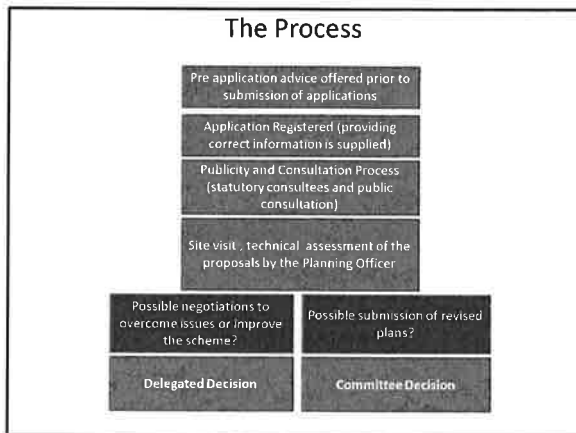 The Process
Pre application advice offered prior to
submission of applications
Application Registered (providing
correct information is supplied)
Publicity and Consultation Process
(statutory consultees and public
consultation)
Site visit , technical assessment of the
proposals by the Planning Officer
Possible negotiations to
overcome issues or improve
the scheme?
Possible submission of revised
plans?
Delegated Decision
Committee Decision